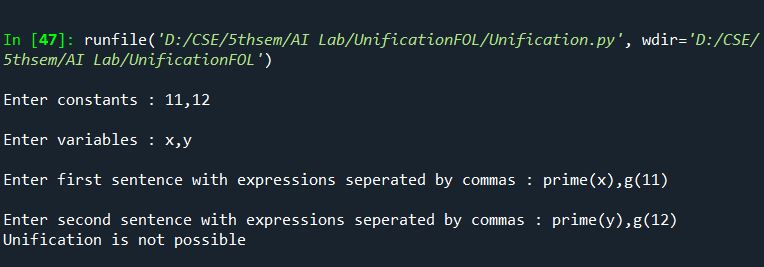 In [47]: runfile('D:/CSE/5thsem/AI Lab/UnificationFOL/Unification.py', wdir='D:/CSE/
5thsem/AI Lab/UnificationFOL')
Enter constants : 11,12
Enter variables : x,y
Enter first sentence with expressions seperated by commas : prime(x),g(11)
Enter second sentence with expressions seperated by commas : prime(y),g(12)
Unification is not possible